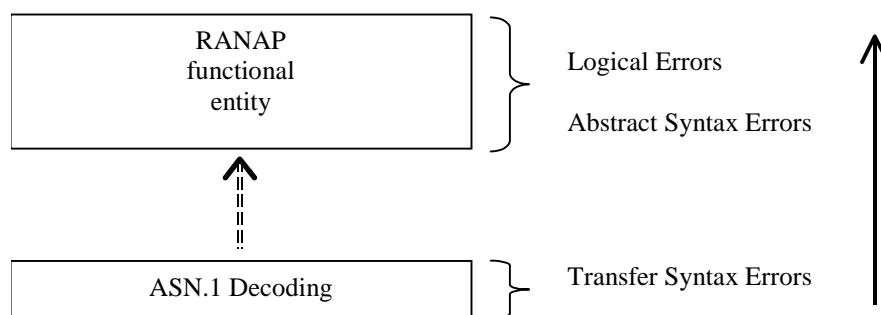 RANAP
functional
entity
Logical Errors
Abstract Syntax Errors
ASN.1 Decoding
Transfer Syntax Errors